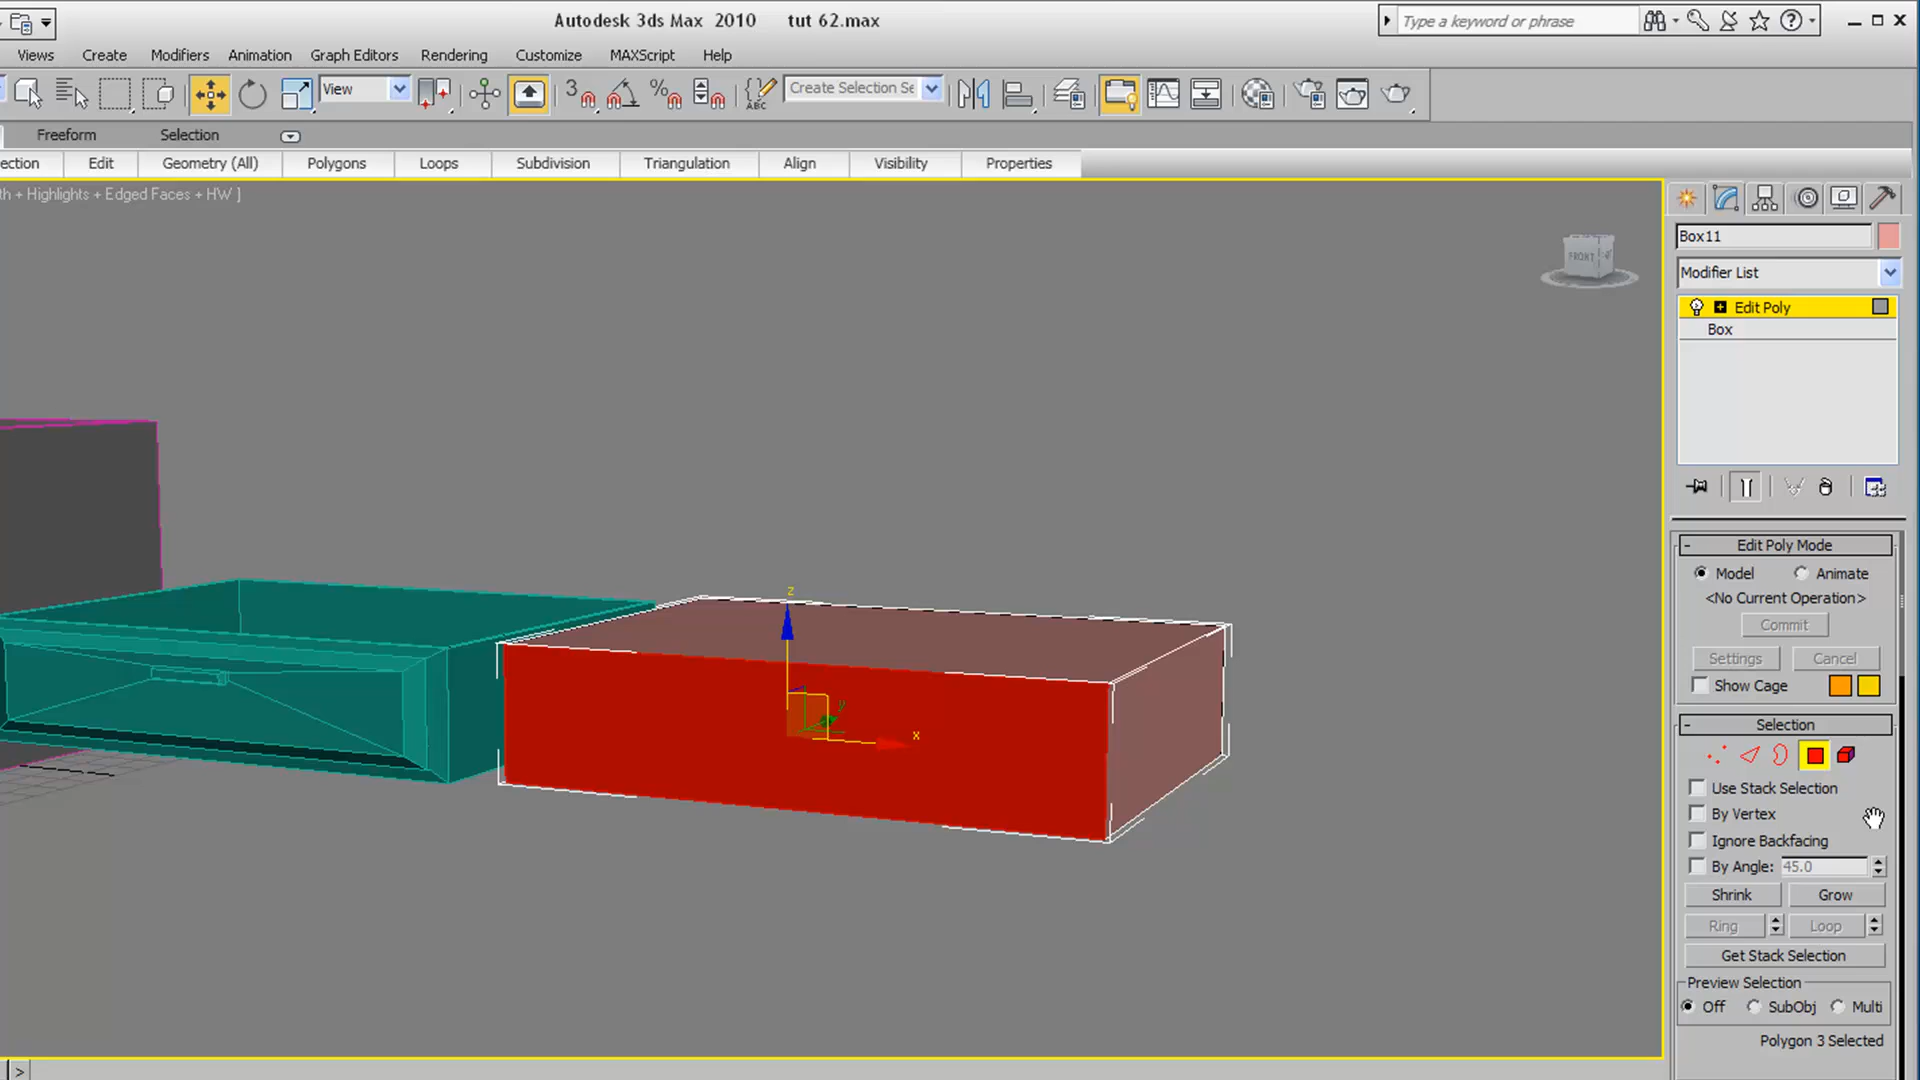 Autodesk 3ds Max 2010 tut 62.max
Type a keyword or phrase
Views Create Modifiers Animation Graph Editors Rendering Customize MAXScript Help
View
3
%
ABC
Create Selection Se
Freeform Selection
ection Edit Geometry (All) Polygons Loops Subdivision Triangulation Align Visibility Properties
th + Highlights + Edged Faces + HW ]
FRONT
Box11
Modifier List
Edit Poly
Box
- Edit Poly Mode
Model Animate
<No Current Operation>
Commit
Settings Cancel
Show Cage
- Selection
Use Stack Selection
By Vertex
Ignore Backfacing
By Angle: 45.0
Shrink Grow
Ring Loop
Get Stack Selection
Preview Selection
Off SubObj Multi
Polygon 3 Selected
z
y
x
>